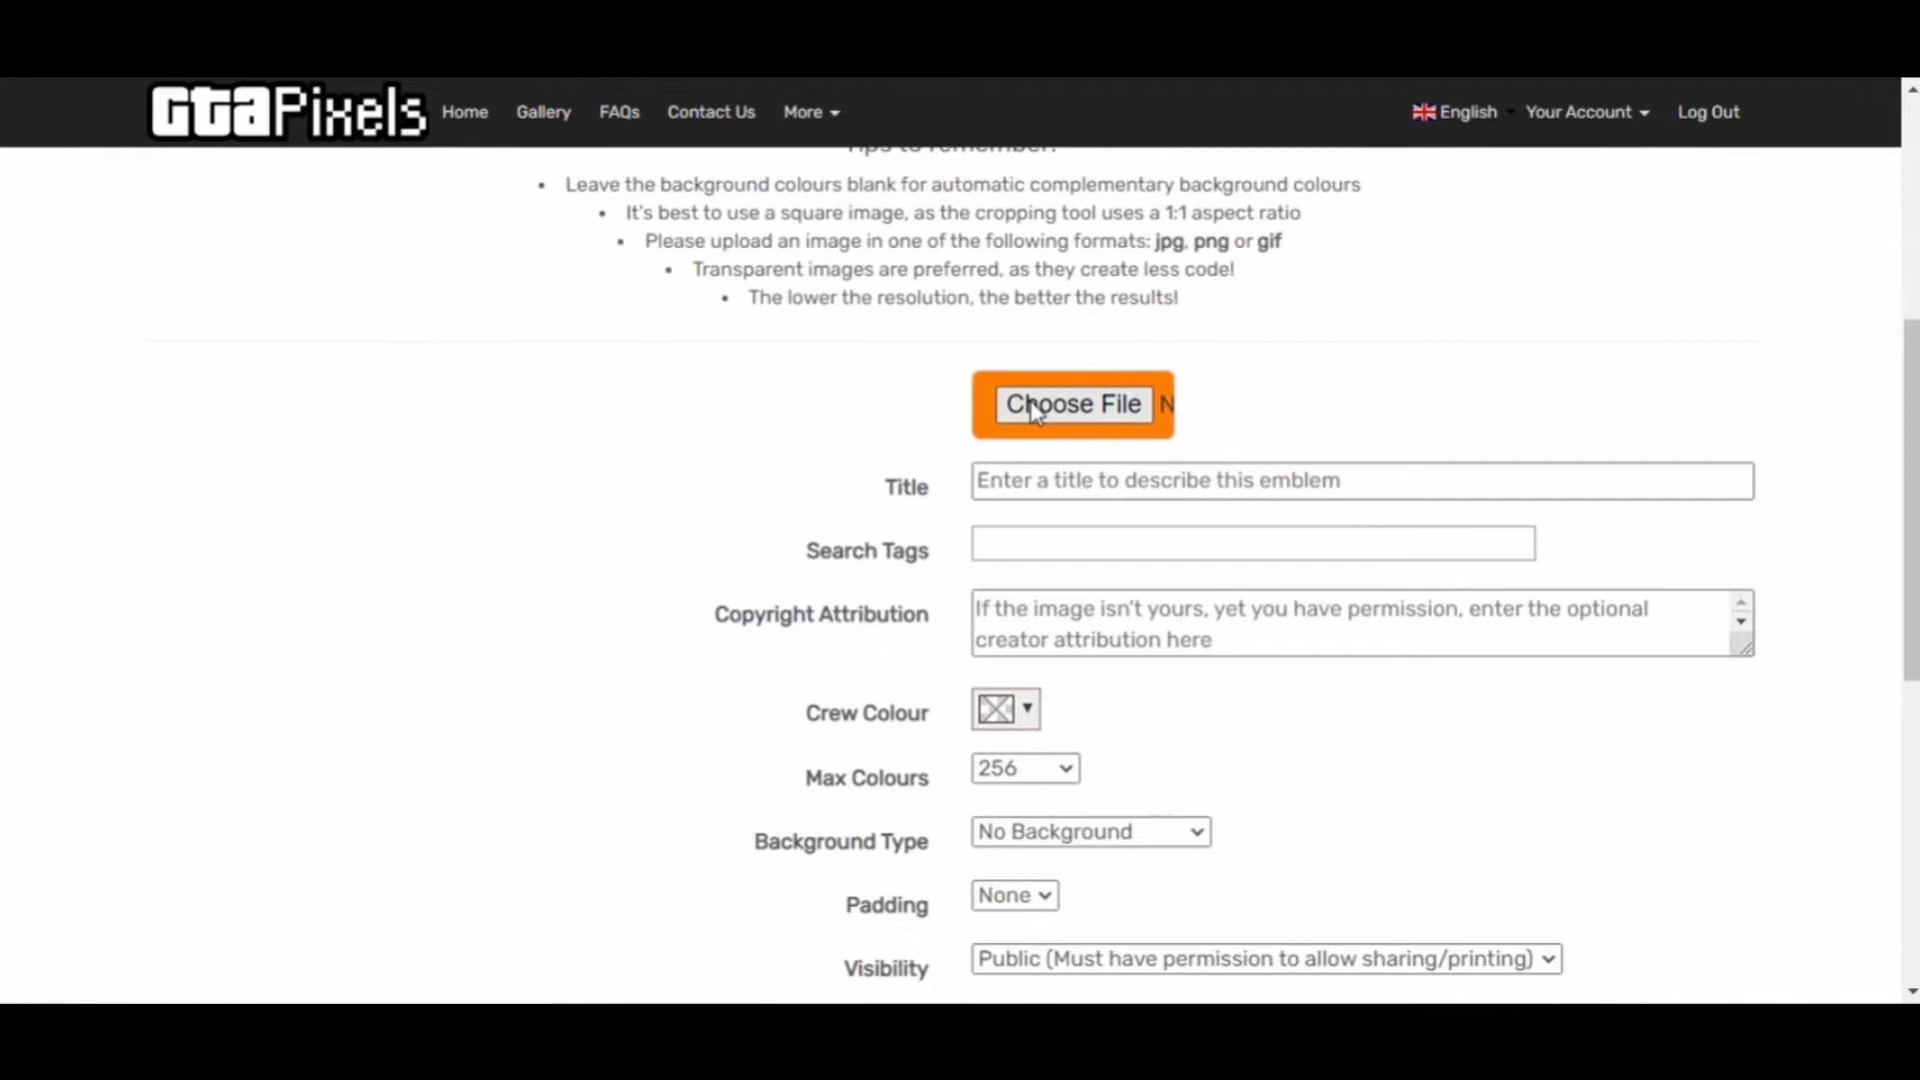 GtaPixels Home Gallery FAQs Contact Us More English Your Account Log Out
Tips to remember:
• Leave the background colours blank for automatic complementary background colours
• It's best to use a square image, as the cropping tool uses a 1:1 aspect ratio
• Please upload an image in one of the following formats: jpg, png or gif
• Transparent images are preferred, as they create less code!
• The lower the resolution, the better the results!
Choose File N
Title Enter a title to describe this emblem
Search Tags
Copyright Attribution If the image isn't yours, yet you have permission, enter the optional
creator attribution here
Crew Colour
Max Colours 256
Background Type No Background
Padding None
Visibility Public (Must have permission to allow sharing/printing)